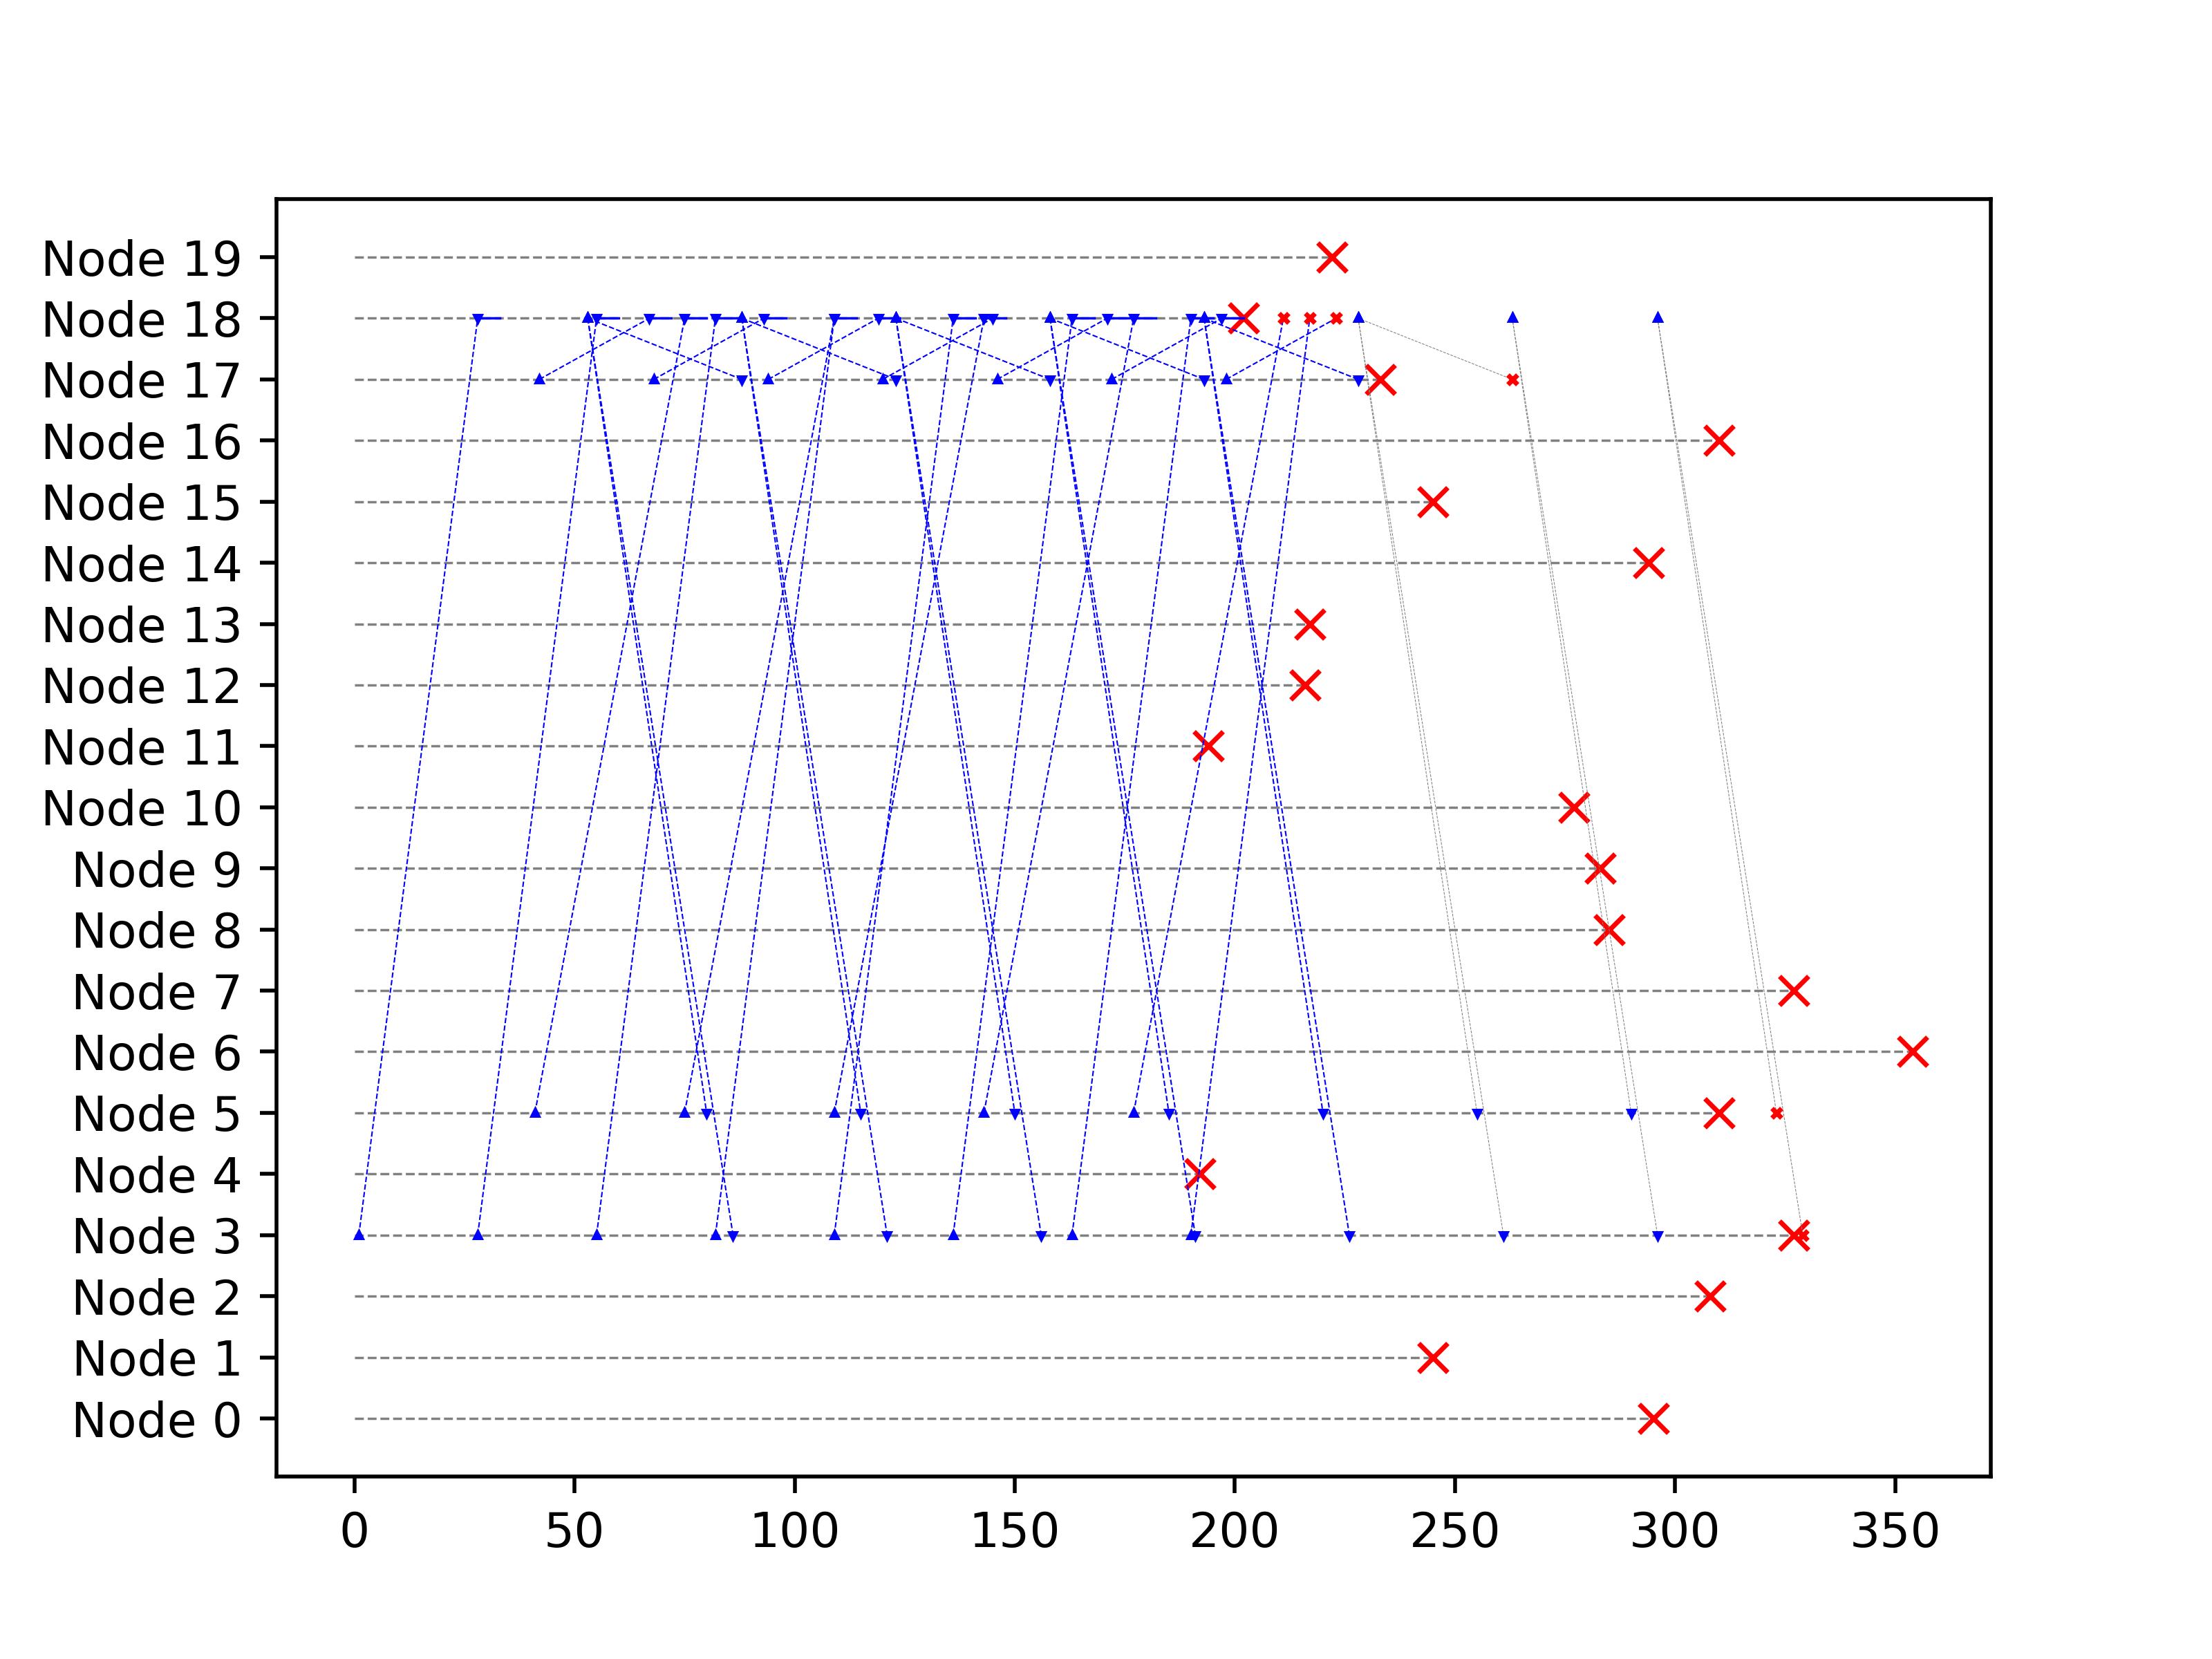 Node 19
Node 18
Node 17
Node 16
Node 15
Node 14
Node 13
Node 12
Node 11
Node 10
Node 9
Node 8
Node 7
Node 6
Node 5
Node 4
Node 3
Node 2
Node 1
Node 0
0 50 100 150 200 250 300 350